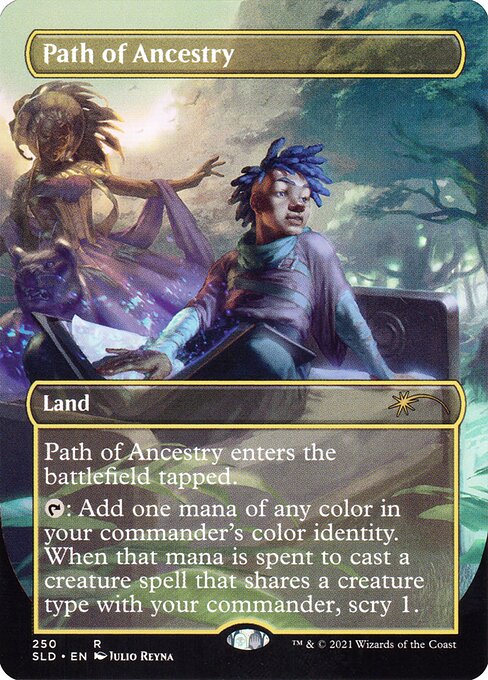 Path of Ancestry
Land
Path of Ancestry enters the
battlefield tapped.
: Add one mana of any color in
your commander's color identity.
When that mana is spent to cast a
creature spell that shares a creature
type with your commander, scry 1.
250 R
SLD • EN Julio Reyna
™ & © 2021 Wizards of the Coast